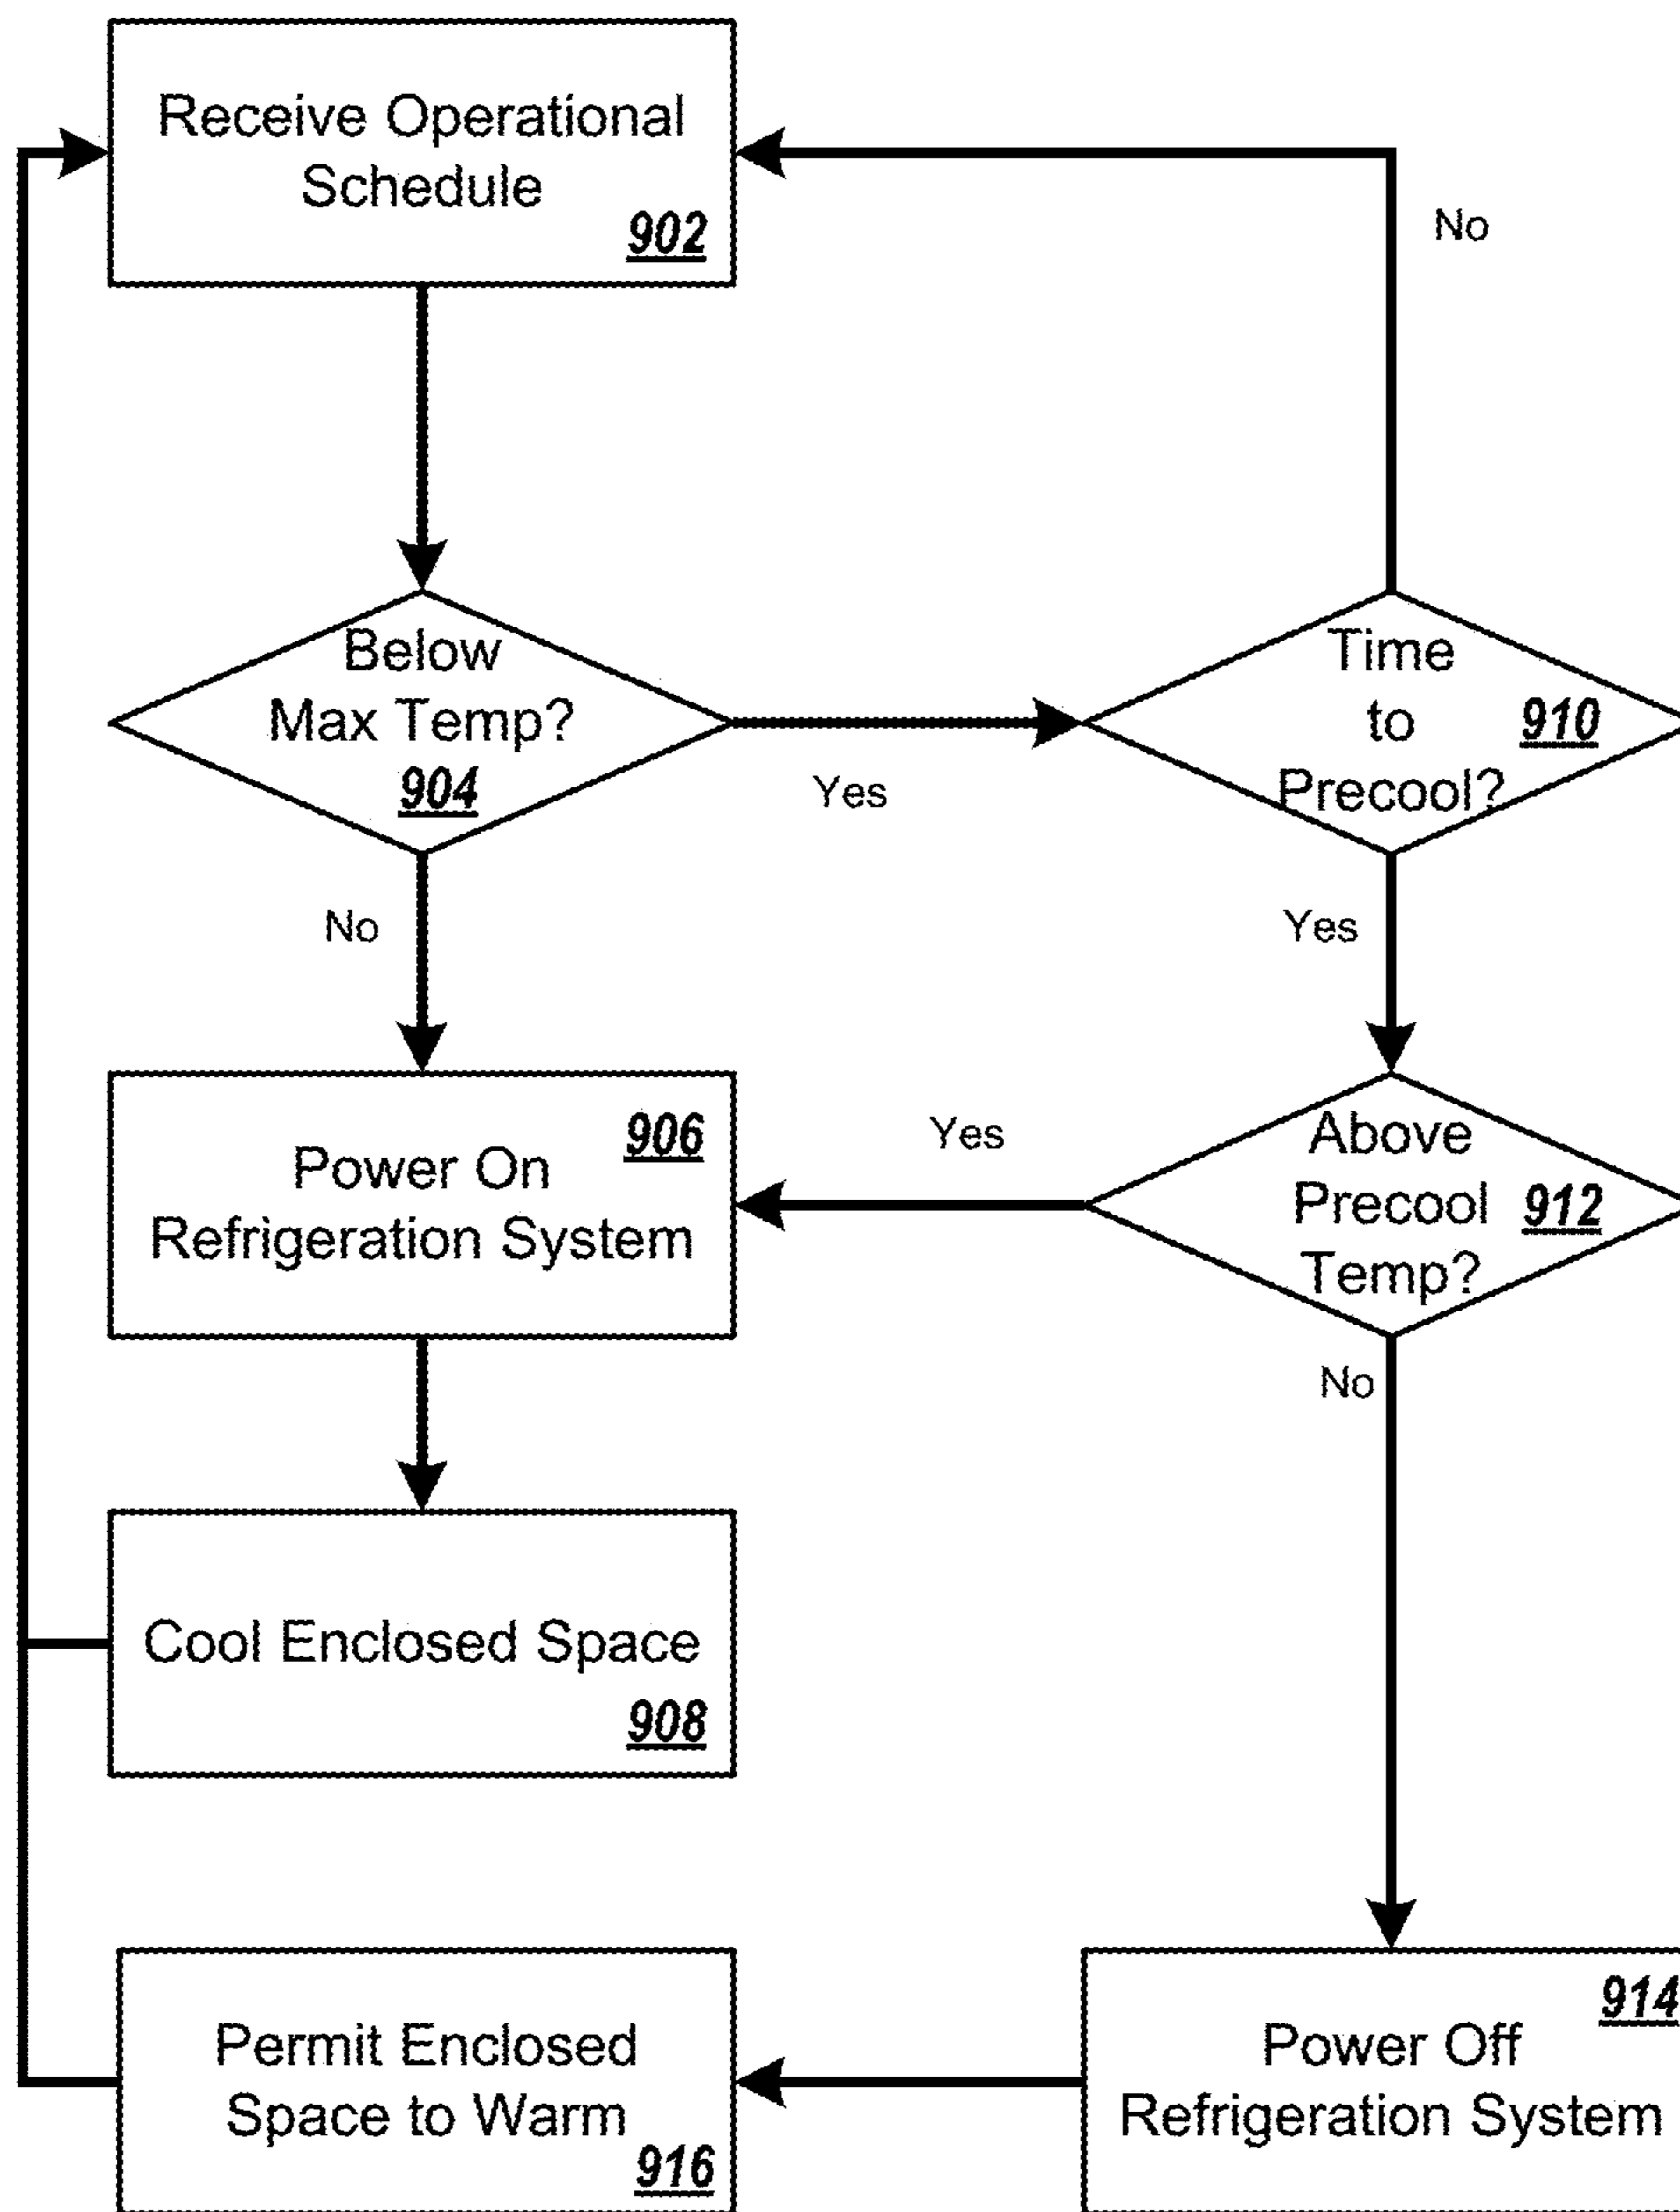 Receive Operational
Schedule
902
No
Below
Max Temp?
904
Yes
Time
to
Precool?
910
No
Yes
906
Power On
Refrigeration System
Yes
Above
Precool
Temp?
912
No
Cool Enclosed Space
908
Permit Enclosed
Space to Warm
916
914
Power Off
Refrigeration System